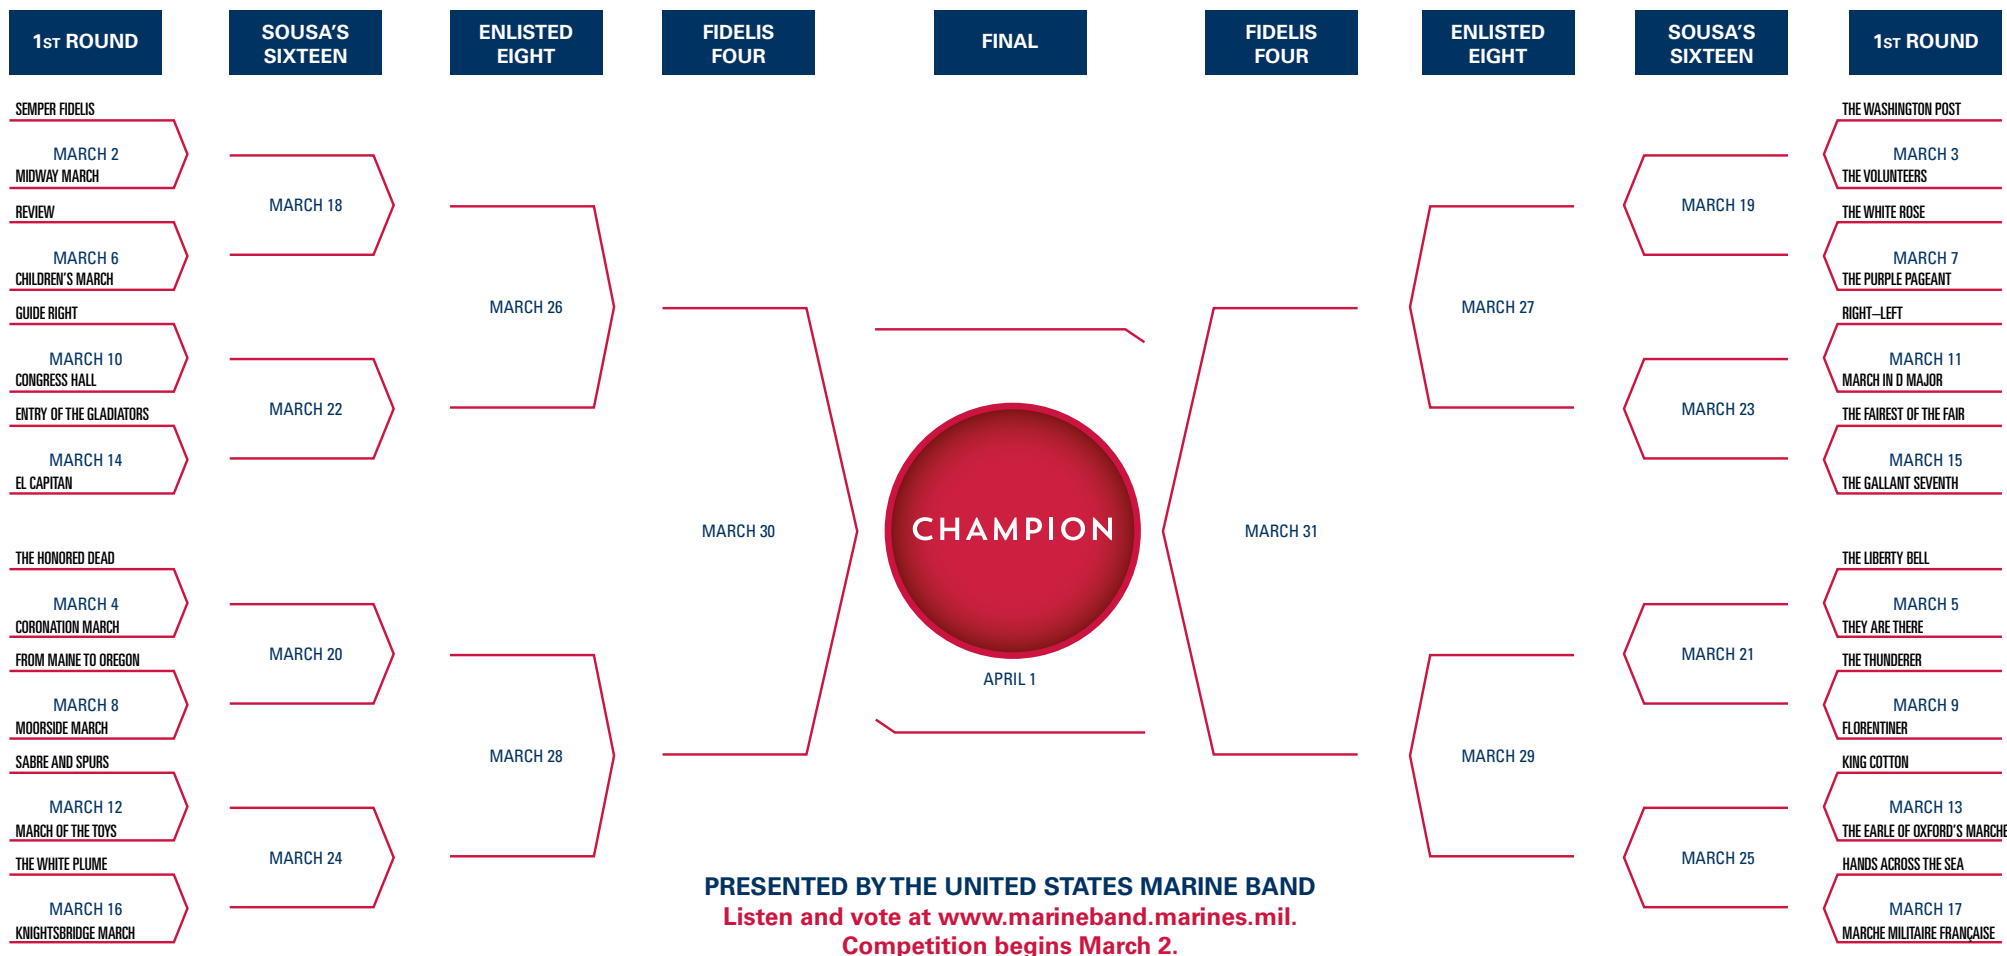 1ST ROUND
SOUSA'S
SIXTEEN
ENLISTED
EIGHT
FIDELIS
FOUR
FINAL
FIDELIS
FOUR
ENLISTED
EIGHT
SOUSA'S
SIXTEEN
1ST ROUND
SEMPER FIDELIS
MARCH 2
MIDWAY MARCH
REVIEW
MARCH 6
CHILDREN'S MARCH
GUIDE RIGHT
MARCH 10
CONGRESS HALL
ENTRY OF THE GLADIATORS
MARCH 14
EL CAPITAN
THE HONORED DEAD
MARCH 4
CORONATION MARCH
FROM MAINE TO OREGON
MARCH 8
MOORSIDE MARCH
SABRE AND SPURS
MARCH 12
MARCH OF THE TOYS
THE WHITE PLUME
MARCH 16
KNIGHTSBRIDGE MARCH
MARCH 18
MARCH 22
MARCH 20
MARCH 24
MARCH 26
MARCH 28
MARCH 30
CHAMPION
APRIL 1
MARCH 31
MARCH 27
MARCH 29
MARCH 19
MARCH 23
MARCH 21
MARCH 25
THE WASHINGTON POST
MARCH 3
THE VOLUNTEERS
THE WHITE ROSE
MARCH 7
THE PURPLE PAGEANT
RIGHT–LEFT
MARCH 11
MARCH IN D MAJOR
THE FAIREST OF THE FAIR
MARCH 15
THE GALLANT SEVENTH
THE LIBERTY BELL
MARCH 5
THEY ARE THERE
THE THUNDERER
MARCH 9
FLORENTINER
KING COTTON
MARCH 13
THE EARLE OF OXFORD'S MARCHE
HANDS ACROSS THE SEA
MARCH 17
MARCHE MILITAIRE FRANÇAISE
PRESENTED BY THE UNITED STATES MARINE BAND
Listen and vote at www.marineband.marines.mil.
Competition begins March 2.